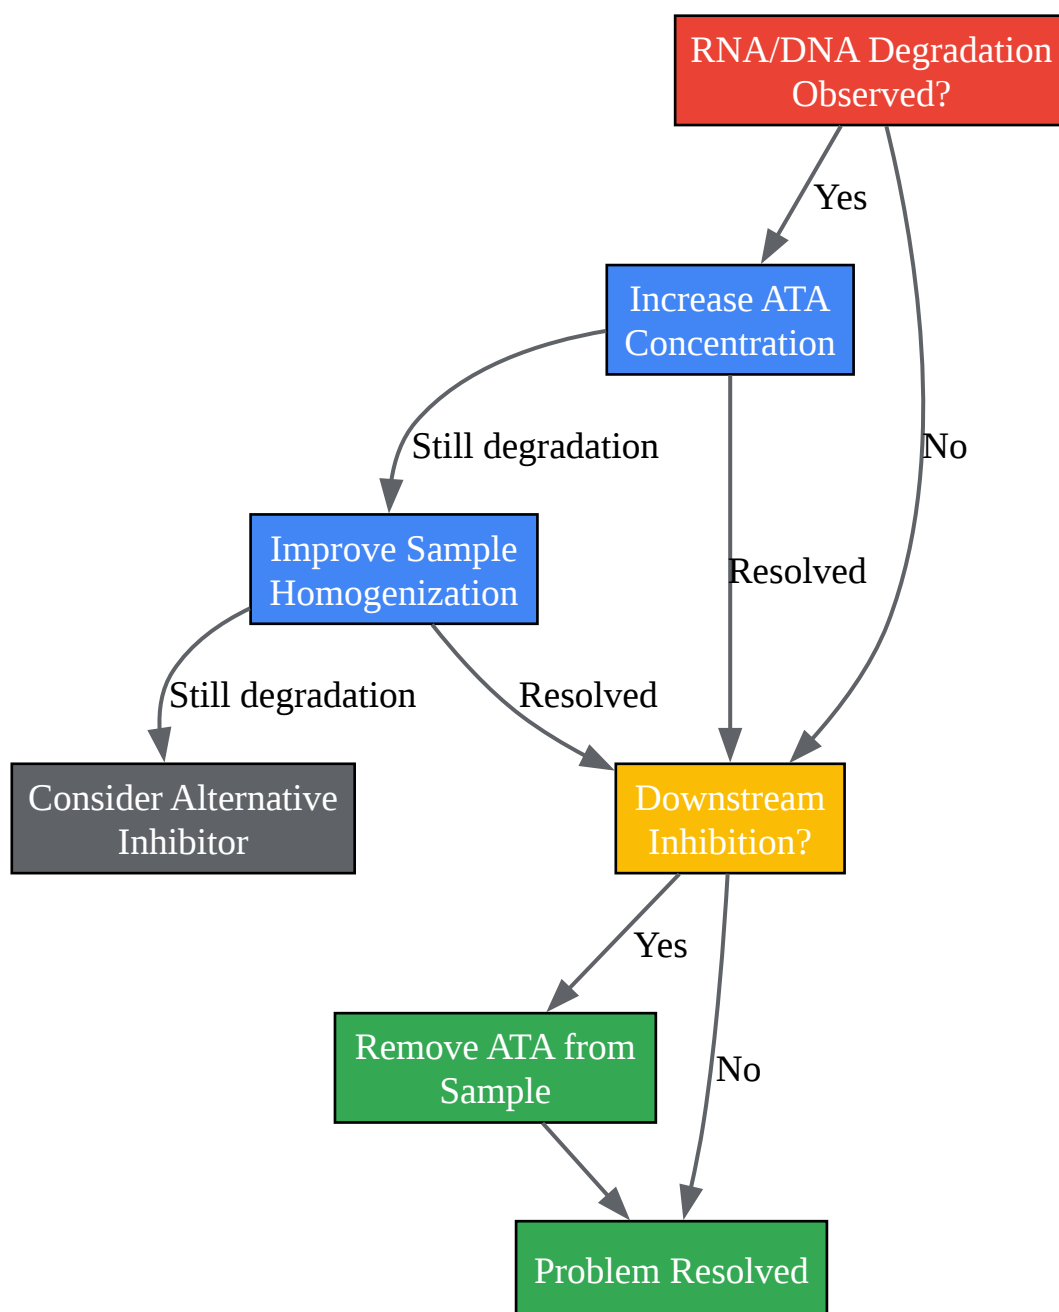 RNA/DNA Degradation
Observed?
Yes
Increase ATA
Concentration
Still degradation
No
Improve Sample
Homogenization
Resolved
Still degradation
Resolved
Consider Alternative
Inhibitor
Downstream
Inhibition?
Yes
Remove ATA from
Sample
No
Problem Resolved